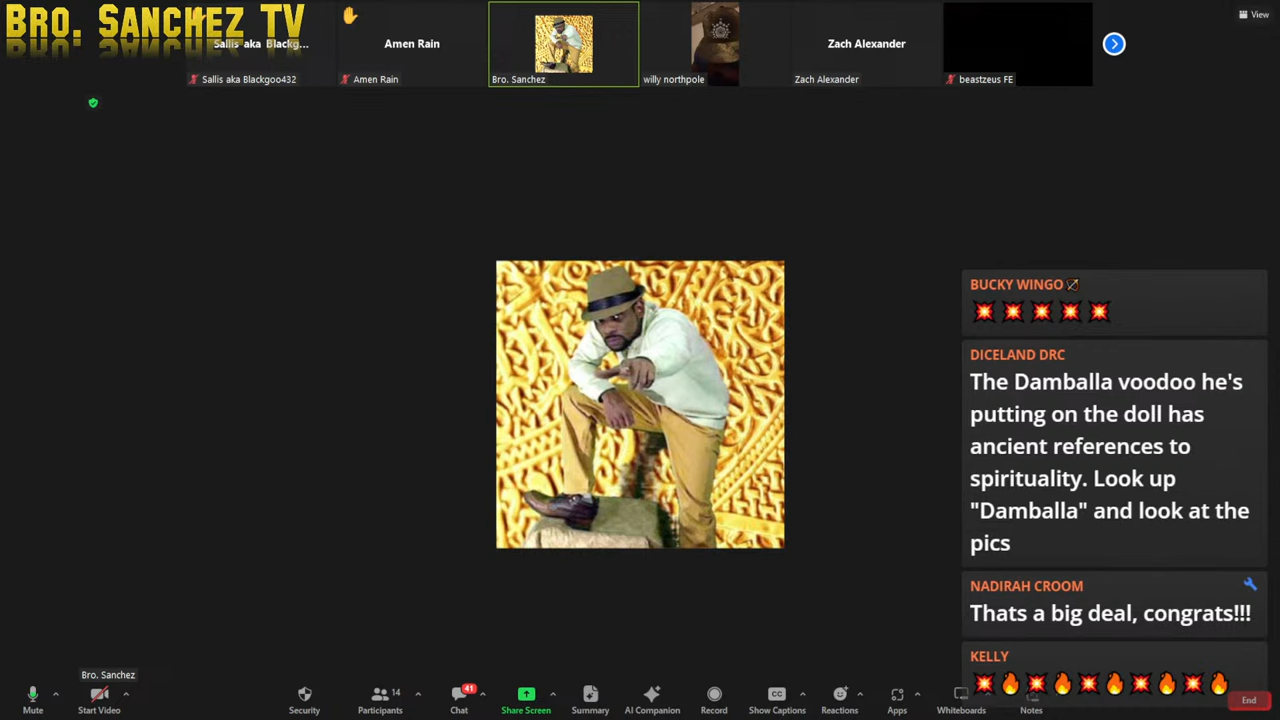 BRO. SANCHEZ TV
Sallis aka Blackg...
Amen Rain
Zach Alexander
View
Sallis aka Blackgoo432
Amen Rain
Bro. Sanchez
willy northpole
Zach Alexander
beastzeus FE
BUCKY WINGO
DICELAND DRC
The Damballa voodoo he's
putting on the doll has
ancient references to
spirituality. Look up
"Damballa" and look at the
pics
NADIRAH CROOM
Thats a big deal, congrats!!!
KELLY
Bro. Sanchez
14
41
CC
Mute
Start Video
Security
Participants
Chat
Share Screen
Summary
AI Companion
Record
Show Captions
Reactions
Apps
Whiteboards
Notes
End